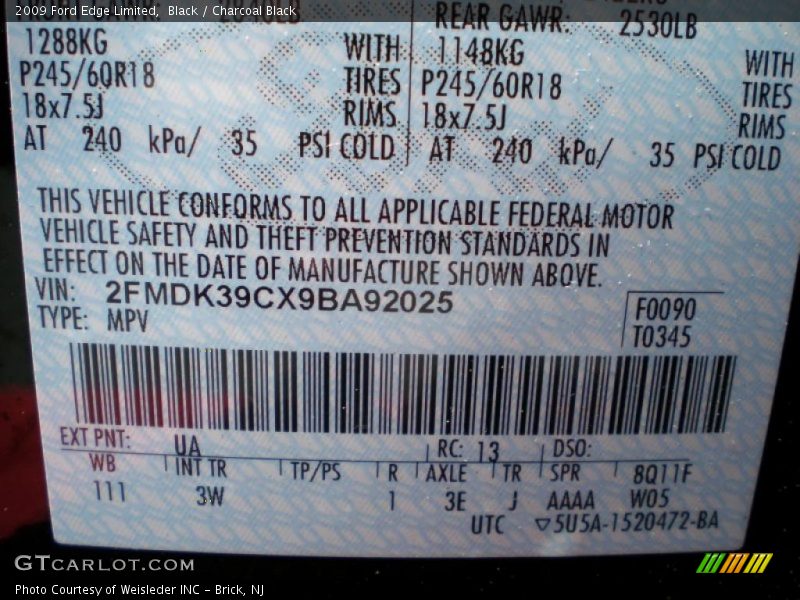 2009 Ford Edge Limited,  Black / Charcoal Black
REAR GAWR: 2530LB
1288KG WITH 1148KG WITH
P245/60R18 TIRES P245/60R18 TIRES
18x7.5J RIMS 18x7.5J RIMS
AT 240 kPa/ 35 PSI COLD AT 240 kPa/ 35 PSI COLD
THIS VEHICLE CONFORMS TO ALL APPLICABLE FEDERAL MOTOR
VEHICLE SAFETY AND THEFT PREVENTION STANDARDS IN
EFFECT ON THE DATE OF MANUFACTURE SHOWN ABOVE.
VIN: 2FMDK39CX9BA92025
TYPE: MPV
F0090
T0345
EXT PNT: UA RC: 13 DSO:
WB INT TR TP/PS R AXLE TR SPR 8Q11F
111 3W 1 3E J AAAA W05
UTC ▽5U5A-1520472-BA
GTCARLOT.COM
Photo Courtesy of Weisleder INC - Brick, NJ